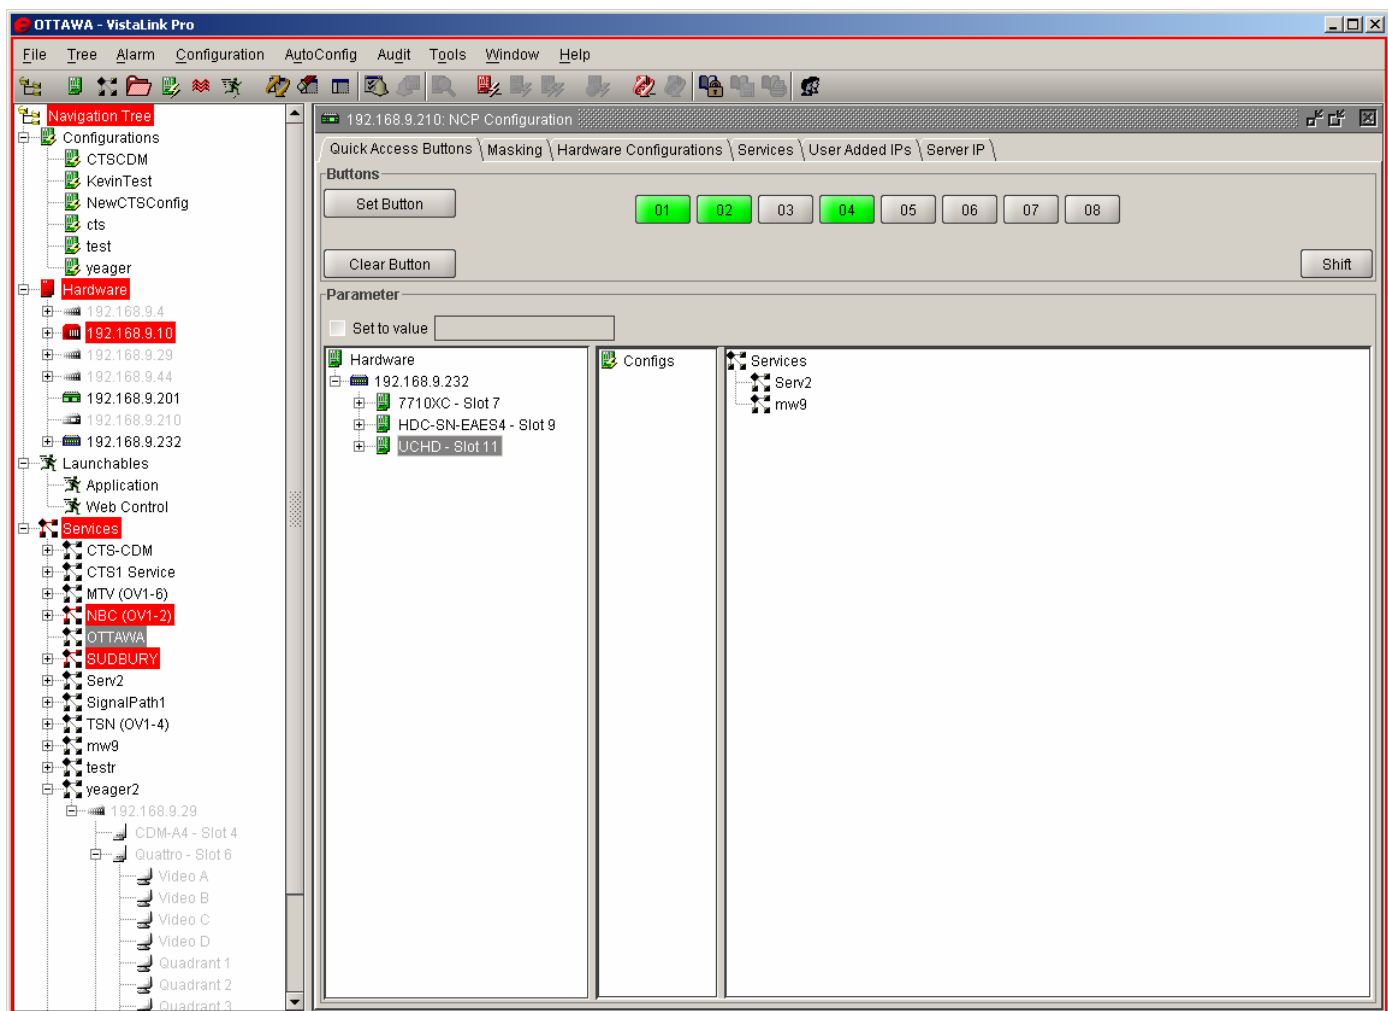 OTTAWA - VistaLink Pro
File Tree Alarm Configuration AutoConfig Audit Tools Window Help
Navigation Tree
Configurations
CTSCDM
KevinTest
NewCTSConfig
cts
test
yeager
Hardware
192.168.9.4
192.168.9.10
192.168.9.29
192.168.9.44
192.168.9.201
192.168.9.210
192.168.9.232
Launchables
Application
Web Control
Services
CTS-CDM
CTS1 Service
MTV (OV1-6)
NBC (OV1-2)
OTTAWA
SUDBURY
Serv2
SignalPath1
TSN (OV1-4)
mw9
testr
yeager2
192.168.9.29
CDM-A4 - Slot 4
Quattro - Slot 6
Video A
Video B
Video C
Video D
Quadrant 1
Quadrant 2
Quadrant 3
192.168.9.210: NCP Configuration
Quick Access Buttons \ Masking \ Hardware Configurations \ Services \ User Added IPs \ Server IP \
Buttons
Set Button 01 02 03 04 05 06 07 08
Clear Button Shift
Parameter
Set to value
Hardware
192.168.9.232
7710XC - Slot 7
HDC-SN-EAES4 - Slot 9
UCHD - Slot 11
Configs
Services
Serv2
mw9